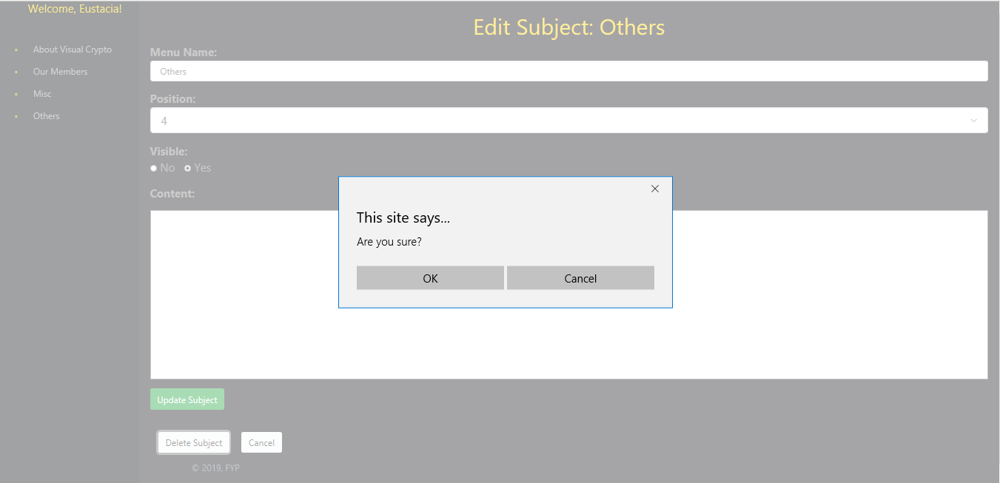 Welcome, Eustacia!
About Visual Crypto
Our Members
Misc
Others
Edit Subject: Others
Menu Name:
Others
Position:
4
Visible:
No Yes
Content:
This site says...
Are you sure?
OK Cancel
Update Subject
Delete Subject Cancel
© 2019, FYP